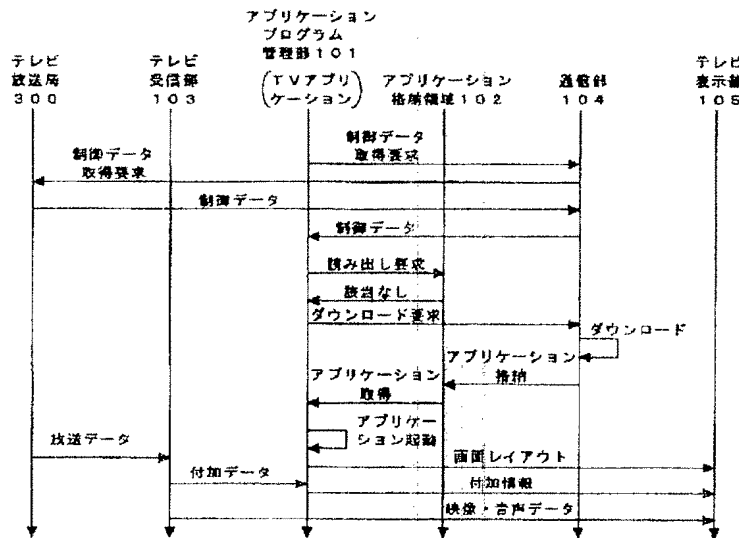 アプリケーション
プログラム
管理部101
テレビ
放送局
300
テレビ
受信部
103
(TVアプリ
ケーション)
アプリケーション
格納領域102
通信部
104
テレビ
表示部
105
制御データ
取得要求
制御データ
取得要求
制御データ
制御データ
読み出し要求
該当なし
ダウンロード要求
ダウンロード
アプリケーション
格納
アプリケーション
取得
アプリケー
ション起動
放送データ
画面レイアウト
付加データ
付加情報
映像・音声データ